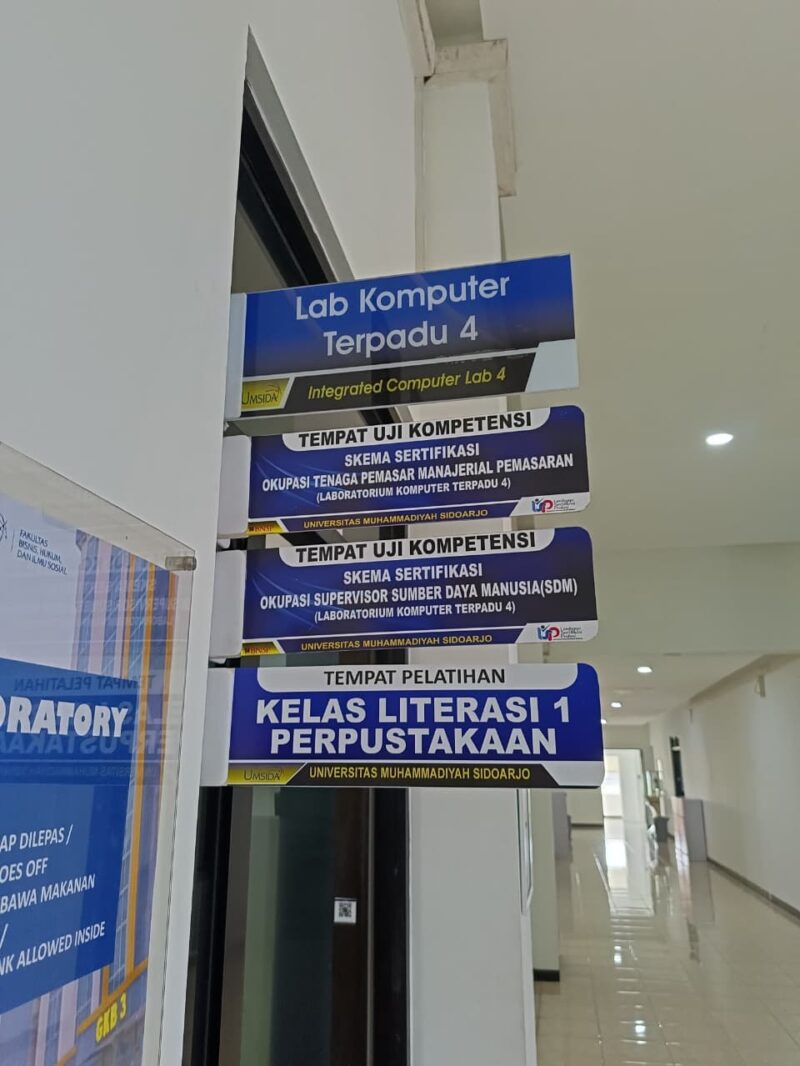 Lab Komputer
Terpadu 4
UMSIDA
Integrated Computer Lab 4
TEMPAT UJI KOMPETENSI
SKEMA SERTIFIKASI
OKUPASI TENAGA PEMASAR MANAJERIAL PEMASARAN
(LABORATORIUM KOMPUTER TERPADU 4)
BNSP
UNIVERSITAS MUHAMMADIYAH SIDOARJO
TEMPAT UJI KOMPETENSI
SKEMA SERTIFIKASI
OKUPASI SUPERVISOR SUMBER DAYA MANUSIA(SDM)
(LABORATORIUM KOMPUTER TERPADU 4)
BNSP
UNIVERSITAS MUHAMMADIYAH SIDOARJO
TEMPAT PELATIHAN
KELAS LITERASI 1
PERPUSTAKAAN
UMSIDA
UNIVERSITAS MUHAMMADIYAH SIDOARJO
FAKULTAS
BISNIS, HUKUM,
DAN ILMU SOSIAL
ORATORY
AP DILEPAS /
OES OFF
BAWA MAKANAN
/
NK ALLOWED INSIDE
GKB 3